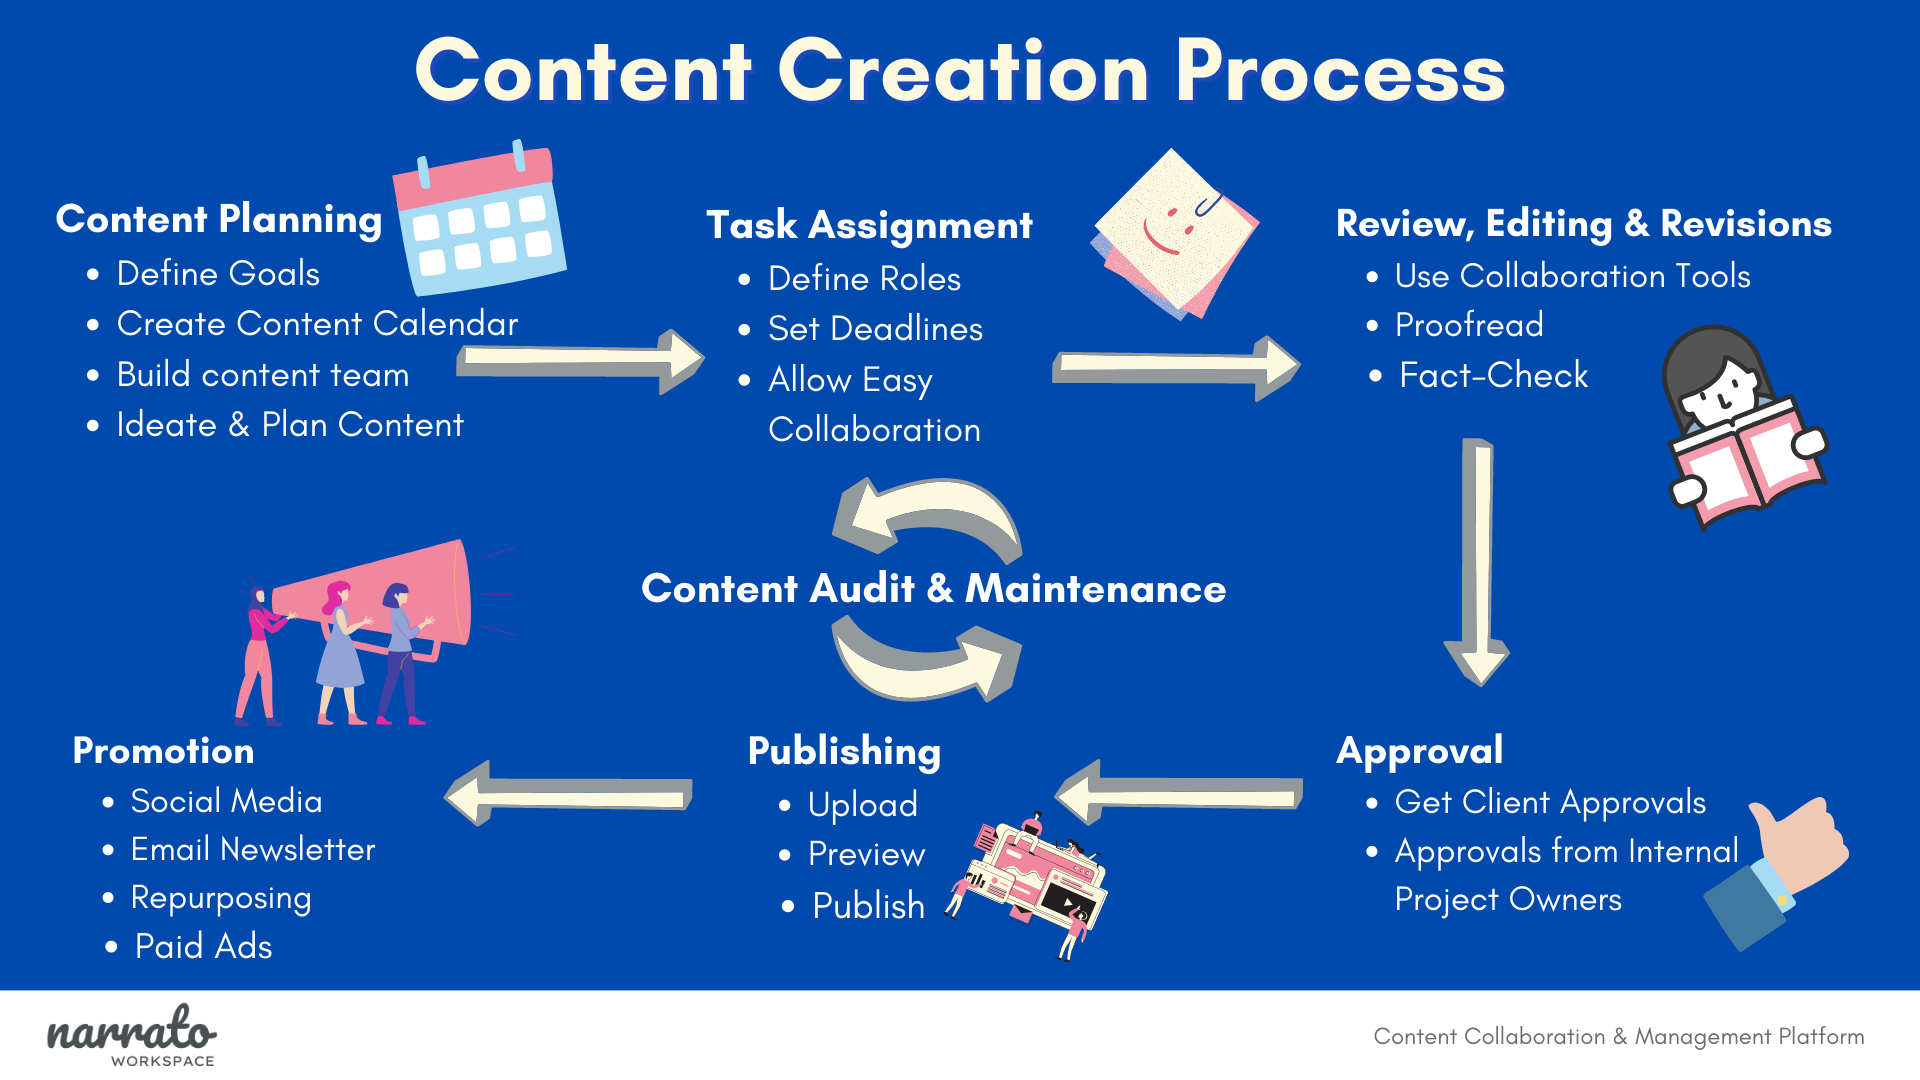 Content Creation Process
Content Planning
• Define Goals
• Create Content Calendar
• Build content team
• Ideate & Plan Content
Task Assignment
• Define Roles
• Set Deadlines
• Allow Easy
Collaboration
Review, Editing & Revisions
• Use Collaboration Tools
• Proofread
• Fact-Check
Content Audit & Maintenance
Approval
• Get Client Approvals
• Approvals from Internal
Project Owners
Publishing
• Upload
• Preview
• Publish
Promotion
• Social Media
• Email Newsletter
• Repurposing
• Paid Ads
narrato
WORKSPACE
Content Collaboration & Management Platform